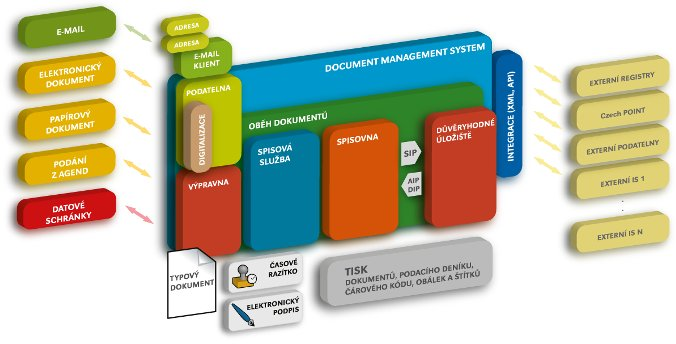 E-MAIL
ELEKTRONICKÝ
DOKUMENT
PAPÍROVÝ
DOKUMENT
PODÁNÍ
Z AGEND
DATOVÉ
SCHRÁNKY
ADRESA
ADRESA
E-MAIL
KLIENT
DOCUMENT MANAGEMENT SYSTEM
PODATELNA
DIGITALIZACE
VÝPRAVNA
OBĚH DOKUMENTŮ
SPISOVÁ
SLUŽBA
SPISOVNA
SIP
AIP
DIP
DŮVĚRYHODNÉ
ÚLOŽIŠTĚ
INTEGRACE (XML, API)
EXTERNÍ REGISTRY
Czech POINT
EXTERNÍ PODATELNY
EXTERNÍ IS 1
EXTERNÍ IS N
TYPOVÝ
DOKUMENT
ČASOVÉ
RAZÍTKO
ELEKTRONICKÝ
PODPIS
TISK
DOKUMENTŮ, PODACÍHO DENÍKU,
ČÁROVÉHO KÓDU, OBÁLEK A ŠTÍTKŮ